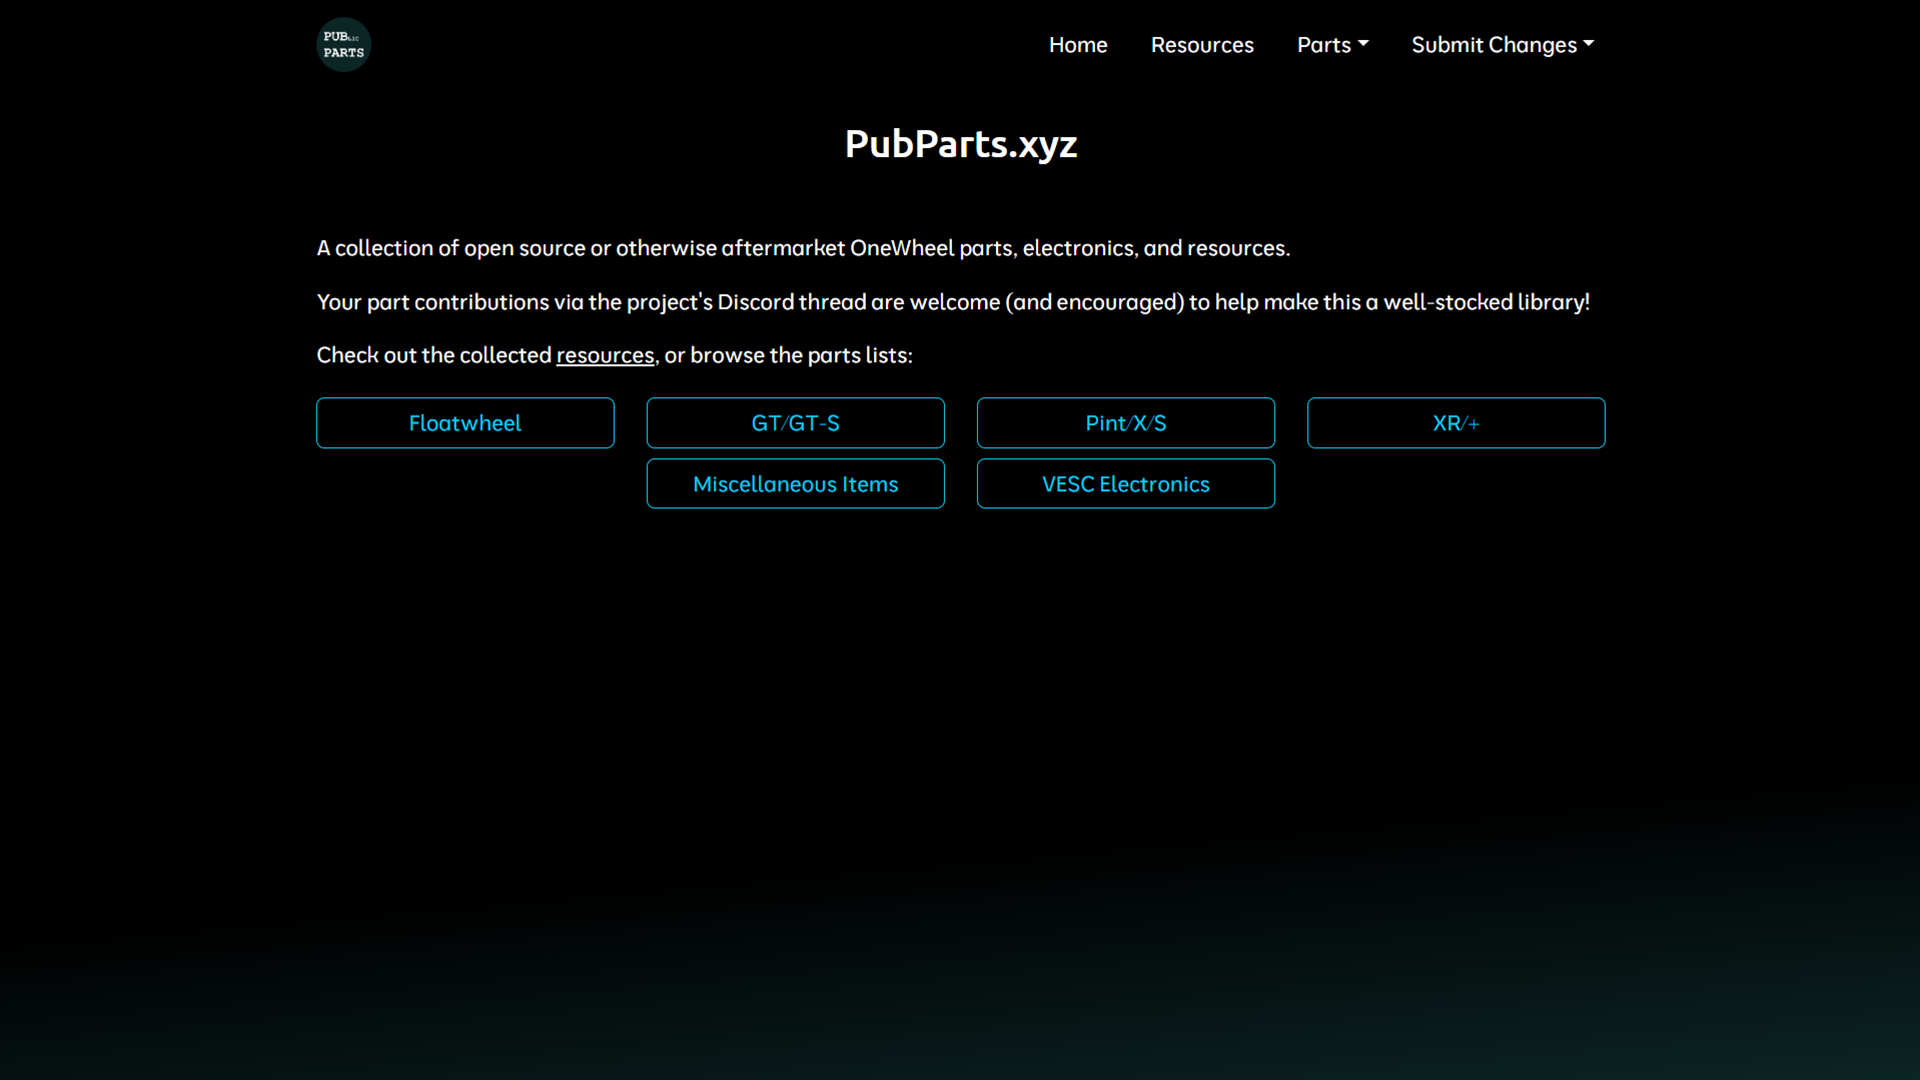 PUBLIC
PARTS
Home Resources Parts Submit Changes
PubParts.xyz
A collection of open source or otherwise aftermarket OneWheel parts, electronics, and resources.
Your part contributions via the project's Discord thread are welcome (and encouraged) to help make this a well-stocked library!
Check out the collected resources, or browse the parts lists:
Floatwheel GT/GT-S Pint/X/S XR/+
Miscellaneous Items VESC Electronics